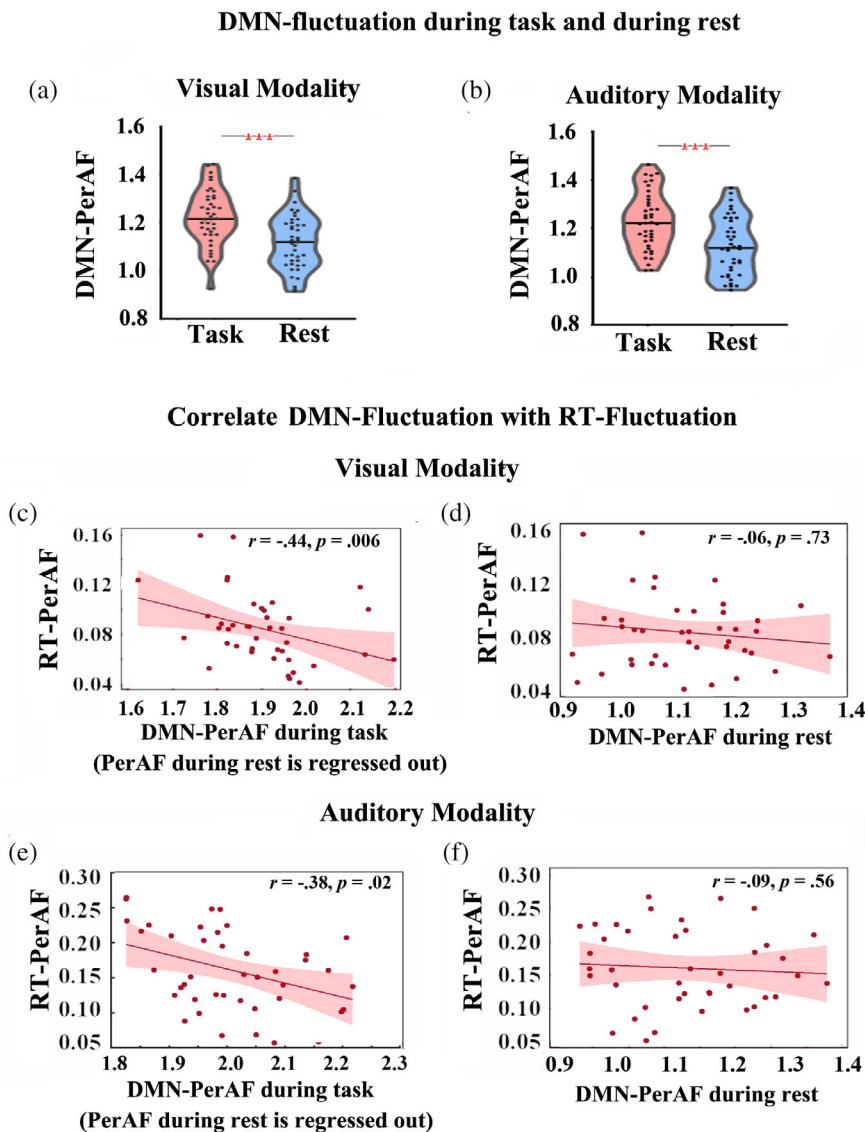 DMN-fluctuation during task and during rest
(a)
Visual Modality
(b)
Auditory Modality
DMN-PerAF
1.6
1.4
1.2
1.0
0.8
Task
Rest
DMN-PerAF
1.6
1.4
1.2
1.0
0.8
Task
Rest
Correlate DMN-Fluctuation with RT-Fluctuation
Visual Modality
(c)
RT-PerAF
0.16
0.12
0.08
0.04
r = -.44, p = .006
1.6 1.7 1.8 1.9 2.0 2.1 2.2
DMN-PerAF during task
(PerAF during rest is regressed out)
(d)
RT-PerAF
0.16
0.12
0.08
0.04
r = -.06, p = .73
0.9 1.0 1.1 1.2 1.3 1.4
DMN-PerAF during rest
Auditory Modality
(e)
RT-PerAF
0.30
0.25
0.20
0.15
0.10
0.05
r = -.38, p = .02
1.8 1.9 2.0 2.1 2.2 2.3
DMN-PerAF during task
(PerAF during rest is regressed out)
(f)
RT-PerAF
0.30
0.25
0.20
0.15
0.10
0.05
r = -.09, p = .56
0.9 1.0 1.1 1.2 1.3 1.4
DMN-PerAF during rest